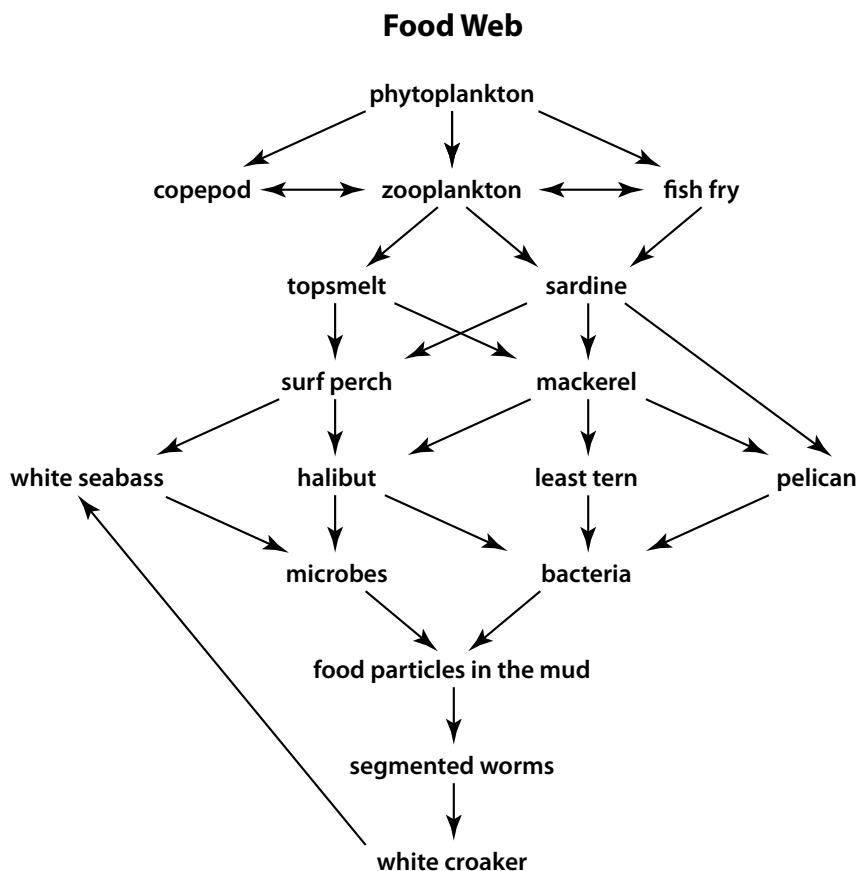 Food Web
phytoplankton
copepod
zooplankton
fish fry
topsmelt
sardine
surf perch
mackerel
white seabass
halibut
least tern
pelican
microbes
bacteria
food particles in the mud
segmented worms
white croaker